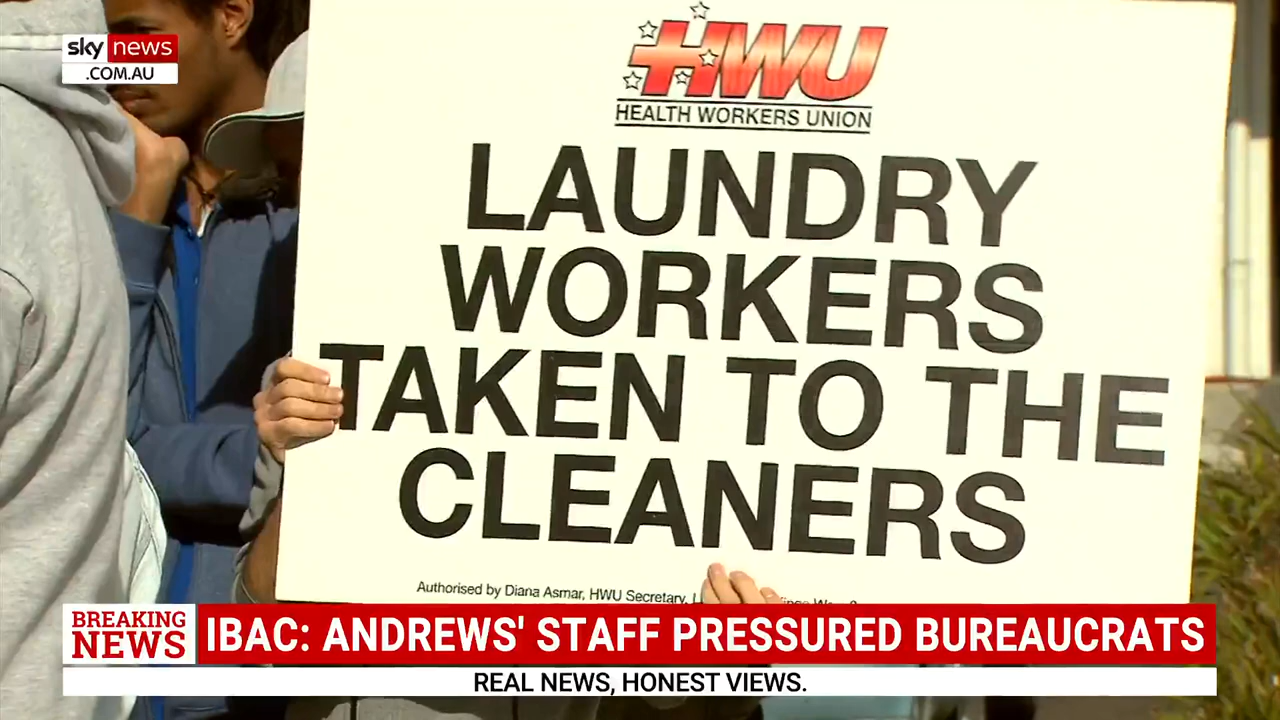 sky news
.COM.AU
HWU
HEALTH WORKERS UNION
LAUNDRY
WORKERS
TAKEN TO THE
CLEANERS
Authorised by Diana Asmar, HWU Secretary,
BREAKING
NEWS
IBAC: ANDREWS' STAFF PRESSURED BUREAUCRATS
REAL NEWS, HONEST VIEWS.